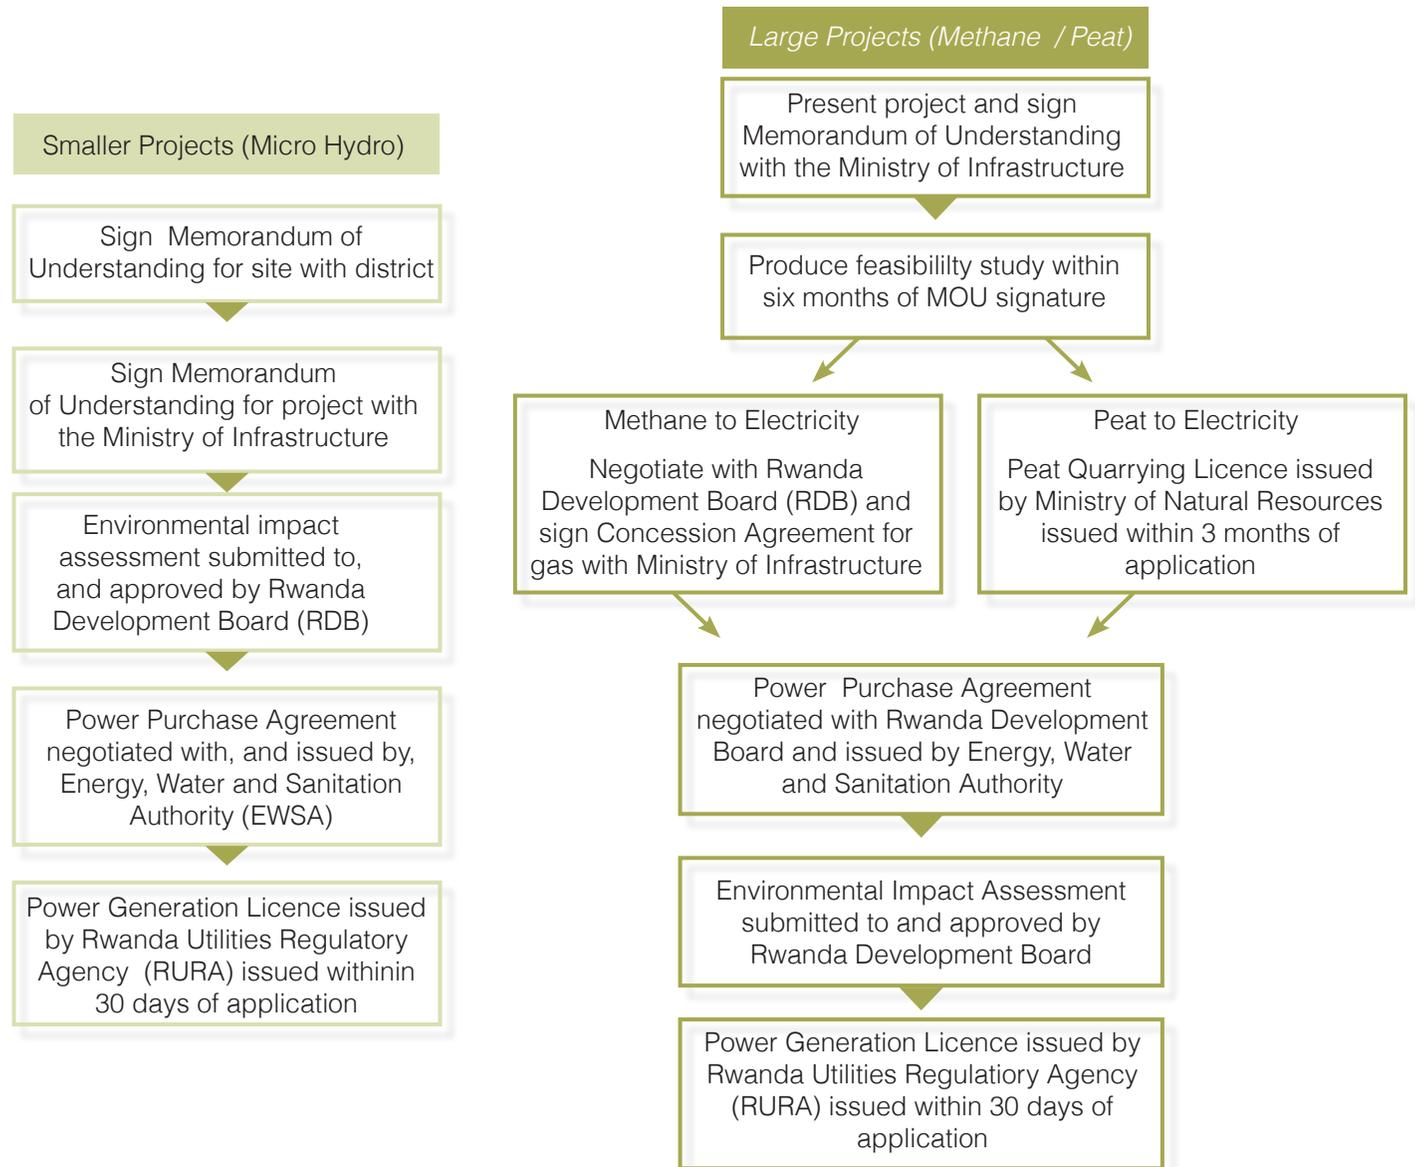 Smaller Projects (Micro Hydro)
Sign Memorandum of
Understanding for site with district
Sign Memorandum
of Understanding for project with
the Ministry of Infrastructure
Environmental impact
assessment submitted to,
and approved by Rwanda
Development Board (RDB)
Power Purchase Agreement
negotiated with, and issued by,
Energy, Water and Sanitation
Authority (EWSA)
Power Generation Licence issued
by Rwanda Utilities Regulatory
Agency (RURA) issued withinin
30 days of application
Large Projects (Methane / Peat)
Present project and sign
Memorandum of Understanding
with the Ministry of Infrastructure
Produce feasibililty study within
six months of MOU signature
Methane to Electricity
Negotiate with Rwanda
Development Board (RDB) and
sign Concession Agreement for
gas with Ministry of Infrastructure
Peat to Electricity
Peat Quarrying Licence issued
by Ministry of Natural Resources
issued within 3 months of
application
Power Purchase Agreement
negotiated with Rwanda Development
Board and issued by Energy, Water
and Sanitation Authority
Environmental Impact Assessment
submitted to and approved by
Rwanda Development Board
Power Generation Licence issued by
Rwanda Utilities Regulatiory Agency
(RURA) issued within 30 days of
application